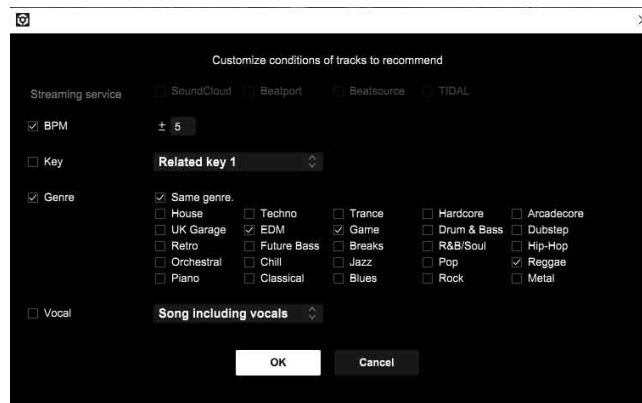 Customize conditions of tracks to recommend
Streaming service SoundCloud Beatport Beatsource TIDAL
BPM ± 5
Key Related key 1
Genre Same genre.
House Techno Trance Hardcore Arcadecore
UK Garage EDM Game Drum & Bass Dubstep
Retro Future Bass Breaks R&B/Soul Hip-Hop
Orchestral Chill Jazz Pop Reggae
Piano Classical Blues Rock Metal
Vocal Song including vocals
OK Cancel